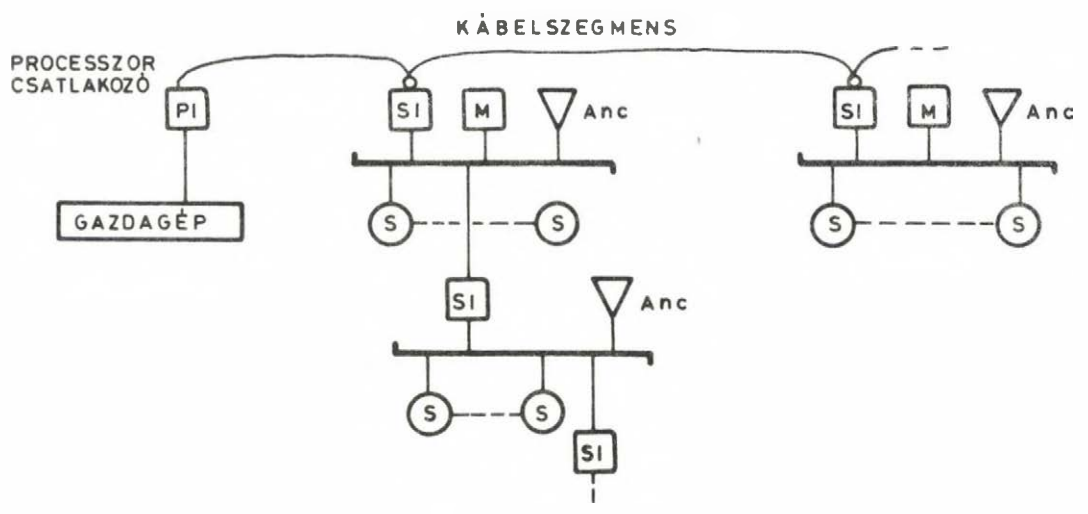 KÁBELSZEGMENS
PROCESSZOR
CSATLAKOZÓ
PI
SI
M
Anc
SI
M
Anc
GAZDAGÉP
S
S
S
S
SI
Anc
S
S
SI